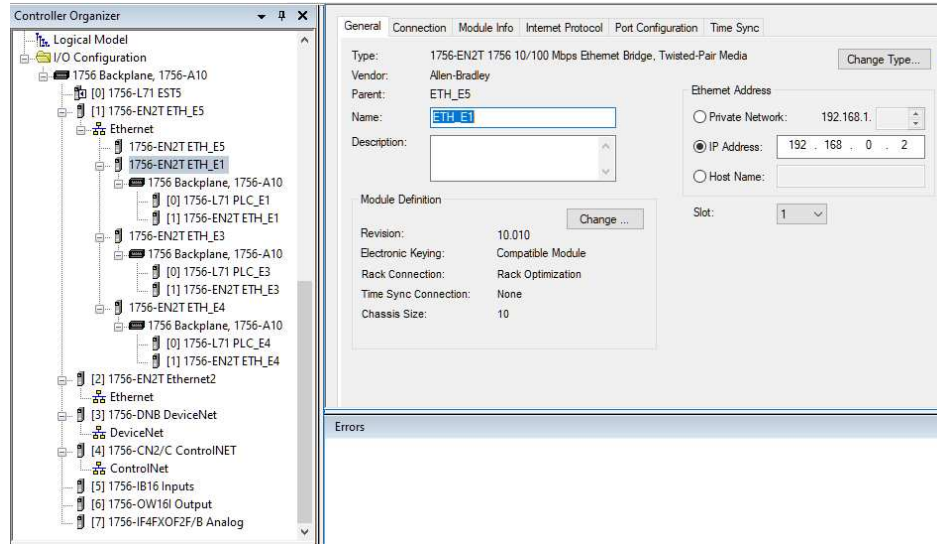 Controller Organizer
Logical Model
I/O Configuration
1756 Backplane, 1756-A10
[0] 1756-L71 EST5
[1] 1756-EN2T ETH_E5
Ethernet
1756-EN2T ETH_E5
1756-EN2T ETH_E1
1756 Backplane, 1756-A10
[0] 1756-L71 PLC_E1
[1] 1756-EN2T ETH_E1
1756-EN2T ETH_E3
1756 Backplane, 1756-A10
[0] 1756-L71 PLC_E3
[1] 1756-EN2T ETH_E3
1756-EN2T ETH_E4
1756 Backplane, 1756-A10
[0] 1756-L71 PLC_E4
[1] 1756-EN2T ETH_E4
[2] 1756-EN2T Ethernet2
Ethernet
[3] 1756-DNB DeviceNet
DeviceNet
[4] 1756-CN2/C ControlNET
ControlNet
[5] 1756-IB16 Inputs
[6] 1756-OW16I Output
[7] 1756-IF4FXOF2F/B Analog
General Connection Module Info Internet Protocol Port Configuration Time Sync
Type: 1756-EN2T 1756 10/100 Mbps Ethernet Bridge, Twisted-Pair Media Change Type...
Vendor: Allen-Bradley
Parent: ETH_E5
Name: ETH_E1
Description:
Ethernet Address
Private Network: 192.168.1.
IP Address: 192 . 168 . 0 . 2
Host Name:
Slot: 1
Module Definition
Change ...
Revision: 10.010
Electronic Keying: Compatible Module
Rack Connection: Rack Optimization
Time Sync Connection: None
Chassis Size: 10
Errors